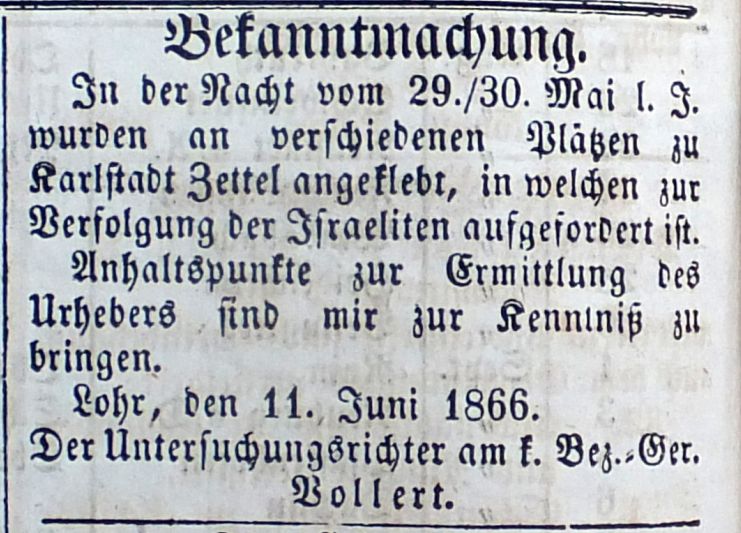 Bekanntmachung.
In der Nacht vom 29./30. Mai l. J.
wurden an verschiedenen Plätzen zu
Karlstadt Zettel angeklebt, in welchen zur
Verfolgung der Israeliten aufgefordert ist.
Anhaltspunkte zur Ermittlung des
Urhebers sind mir zur Kenntniß zu
bringen.
Lohr, den 11. Juni 1866.
Der Untersuchungsrichter am k. Bez.-Ger.
Vollert.